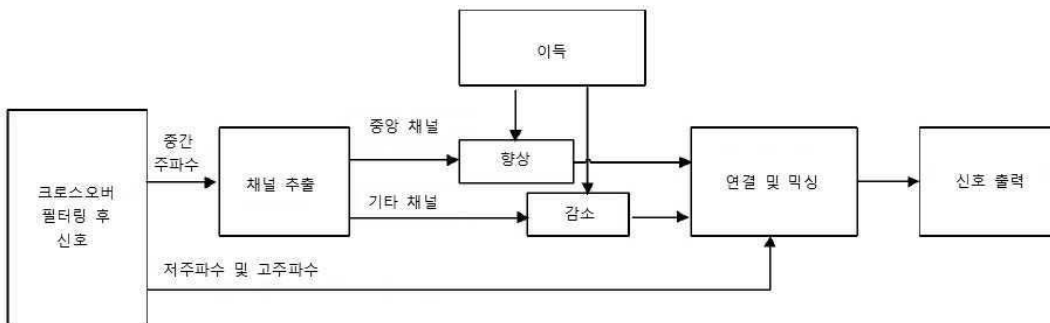 이득
중앙 채널
중간
주파수
향상
채널 추출
연결 및 믹싱
신호 출력
크로스오버
필터링 후
신호
기타 채널
감소
저주파수 및 고주파수